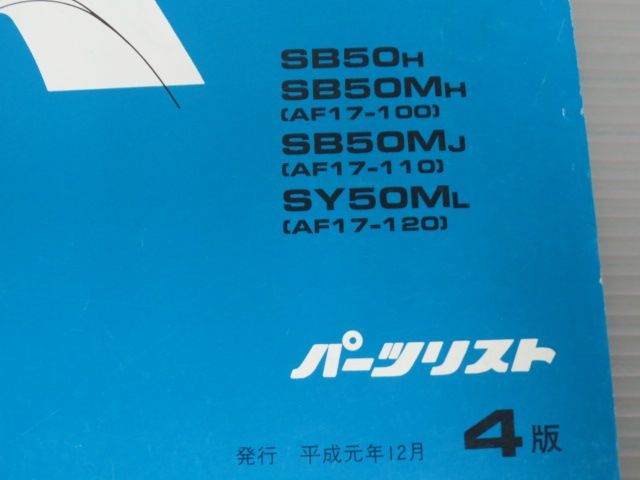 SB50H
SB50MH
(AF17-100)
SB50MJ
(AF17-110)
SY50ML
(AF17-120)
パーツリスト
発行 平成元年12月 4版